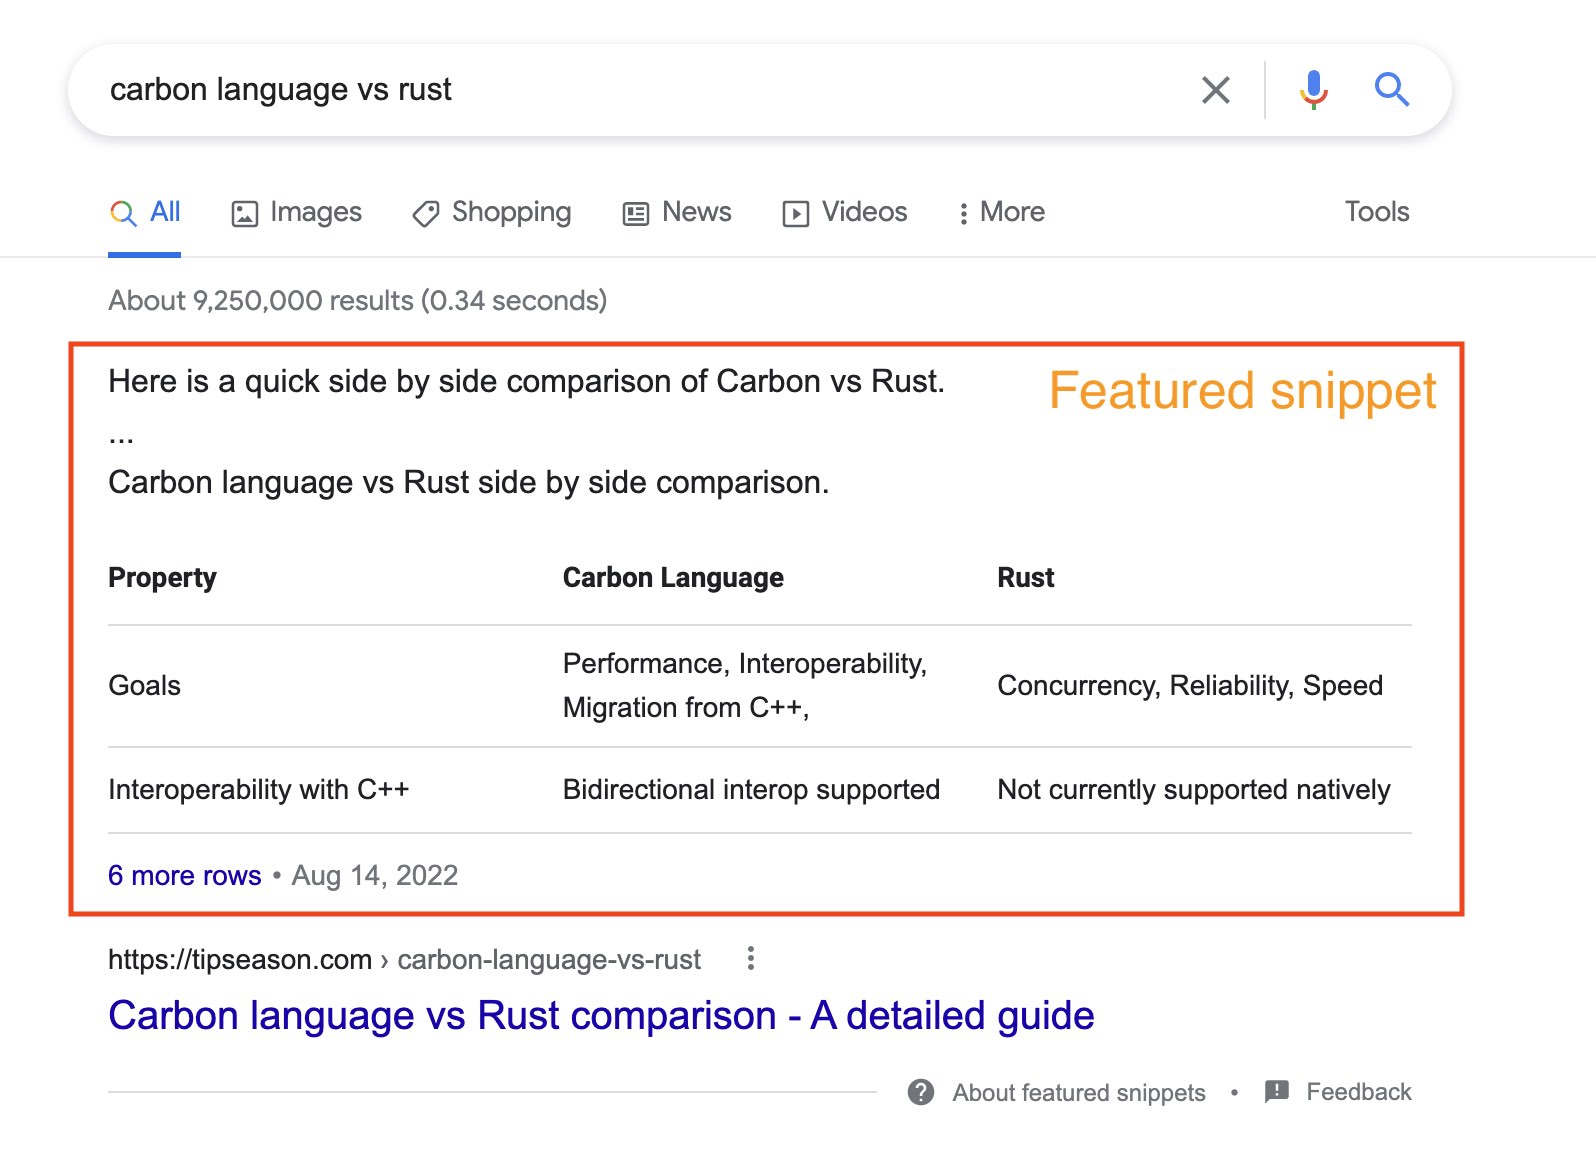 carbon language vs rust
All Images Shopping News Videos More Tools
About 9,250,000 results (0.34 seconds)
Here is a quick side by side comparison of Carbon vs Rust.
Featured snippet
...
Carbon language vs Rust side by side comparison.
Property Carbon Language Rust
Goals Performance, Interoperability, Migration from C++, Concurrency, Reliability, Speed
Interoperability with C++ Bidirectional interop supported Not currently supported natively
6 more rows • Aug 14, 2022
https://tipseason.com › carbon-language-vs-rust
Carbon language vs Rust comparison - A detailed guide
About featured snippets • Feedback